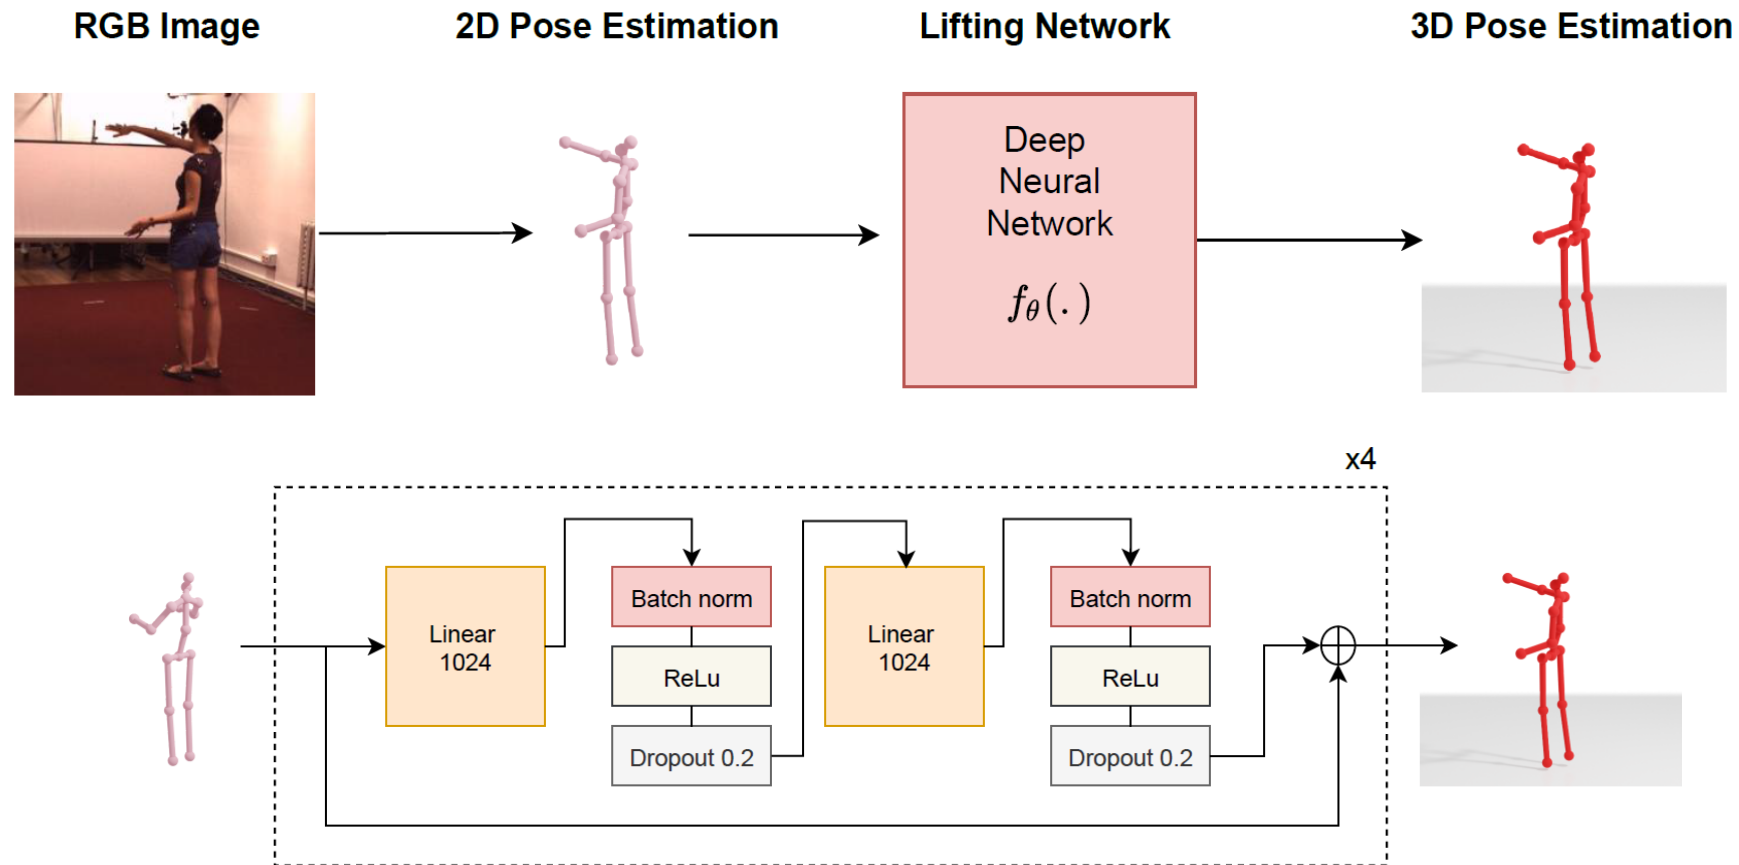 RGB Image
2D Pose Estimation
Lifting Network
3D Pose Estimation
Deep
Neural
Network
fθ(.)
x4
Linear
1024
Batch norm
ReLu
Dropout 0.2
Linear
1024
Batch norm
ReLu
Dropout 0.2